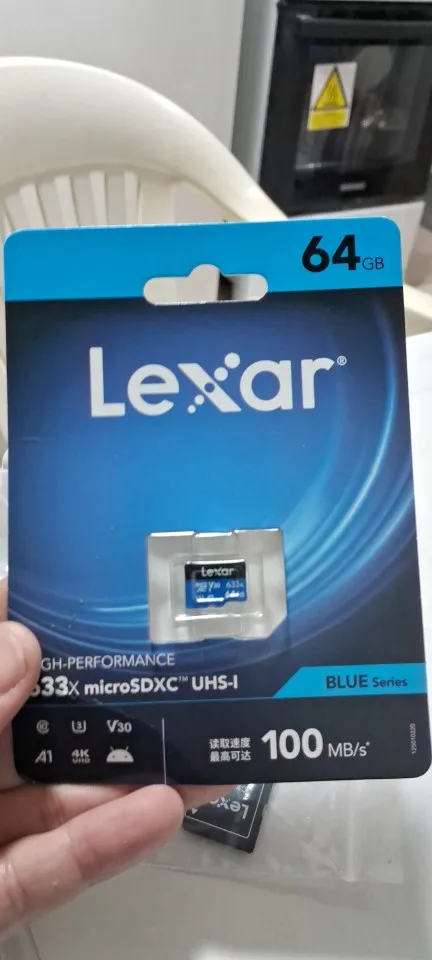 64GB
Lexar®
Lexar
V30 633x
64GB
GH-PERFORMANCE
633x microSDXC™ UHS-I
BLUE Series
V30
A1 4K
UHD
读取速度
最高可达
100 MB/s*
Lexar